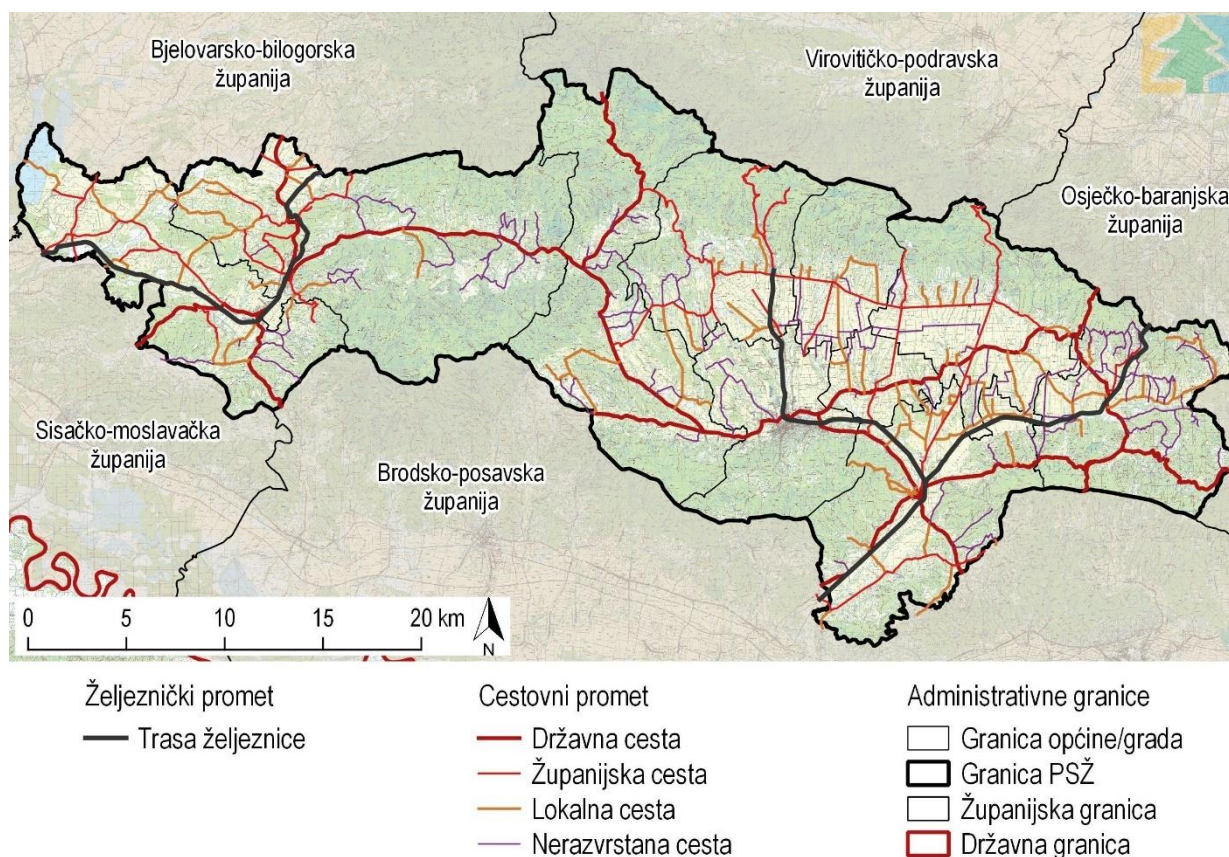 Bjelovarsko-bilogorska
županija
Virovitičko-podravska
županija
Osječko-baranjska
županija
Sisačko-moslavačka
županija
Brodsko-posavska
županija
0 5 10 15 20 km
N
Željeznički promet
Trasa željeznice
Cestovni promet
Državna cesta
Županijska cesta
Lokalna cesta
Nerazvrstana cesta
Administrativne granice
Granica općine/grada
Granica PSŽ
Županijska granica
Državna granica